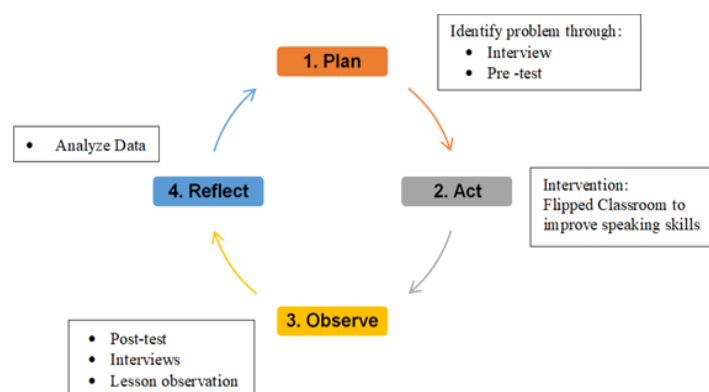 Identify problem through:
• Interview
• Pre -test
1. Plan
• Analyze Data
4. Reflect
2. Act
Intervention:
Flipped Classroom to
improve speaking skills
3. Observe
• Post-test
• Interviews
• Lesson observation